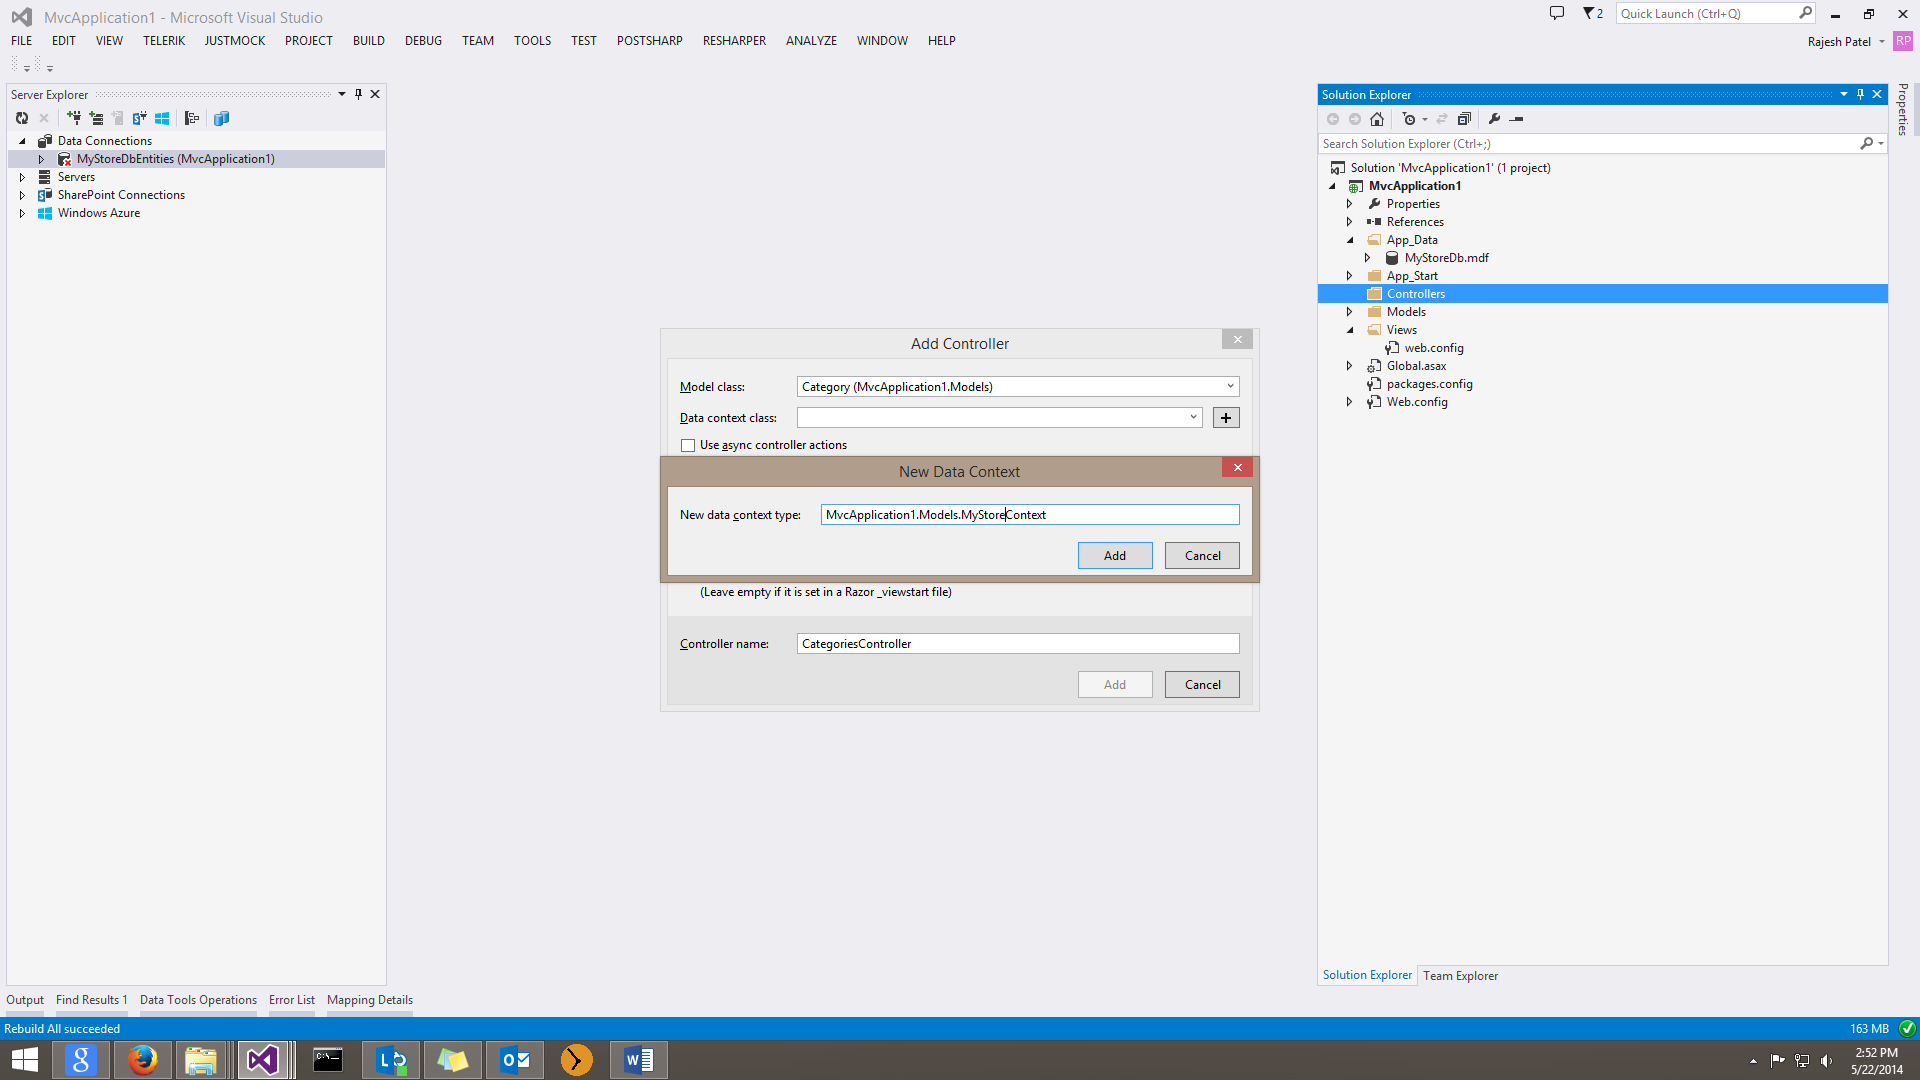 MvcApplication1 - Microsoft Visual Studio
2
Quick Launch (Ctrl+Q)
FILE EDIT VIEW TELERIK JUSTMOCK PROJECT BUILD DEBUG TEAM TOOLS TEST POSTSHARP RESHARPER ANALYZE WINDOW HELP
Rajesh Patel RP
Server Explorer
Data Connections
MyStoreDbEntities (MvcApplication1)
Servers
SharePoint Connections
Windows Azure
Add Controller
Model class: Category (MvcApplication1.Models)
Data context class:
Use async controller actions
New Data Context
New data context type: MvcApplication1.Models.MyStoreContext
Add Cancel
(Leave empty if it is set in a Razor _viewstart file)
Controller name: CategoriesController
Add Cancel
Solution Explorer
Search Solution Explorer (Ctrl+;)
Solution 'MvcApplication1' (1 project)
MvcApplication1
Properties
References
App_Data
MyStoreDb.mdf
App_Start
Controllers
Models
Views
web.config
Global.asax
packages.config
Web.config
Solution Explorer Team Explorer
Properties
Output Find Results 1 Data Tools Operations Error List Mapping Details
Rebuild All succeeded
163 MB
2:52 PM
5/22/2014